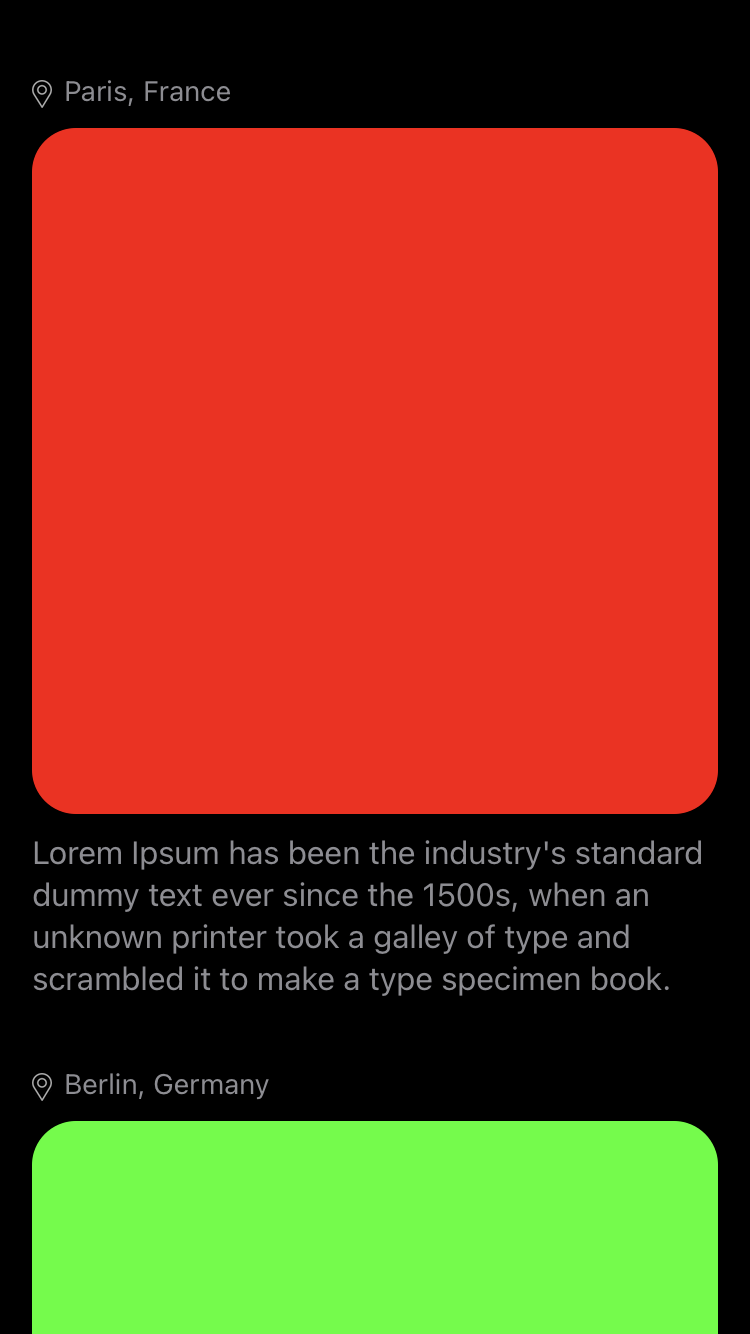 Paris, France
Lorem Ipsum has been the industry's standard
dummy text ever since the 1500s, when an
unknown printer took a galley of type and
scrambled it to make a type specimen book.
Berlin, Germany